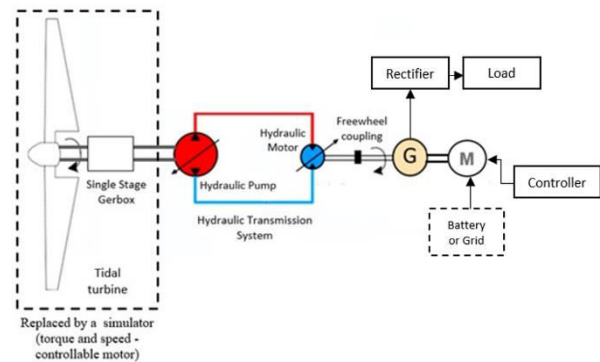 Rectifier
Load
Freewheel
coupling
Hydraulic
Motor
G
M
Single Stage
Gerbox
Hydraulic Pump
Controller
Hydraulic Transmission
System
Battery
or Grid
Tidal
turbine
Replaced by a simulator
(torque and speed -
controllable motor)